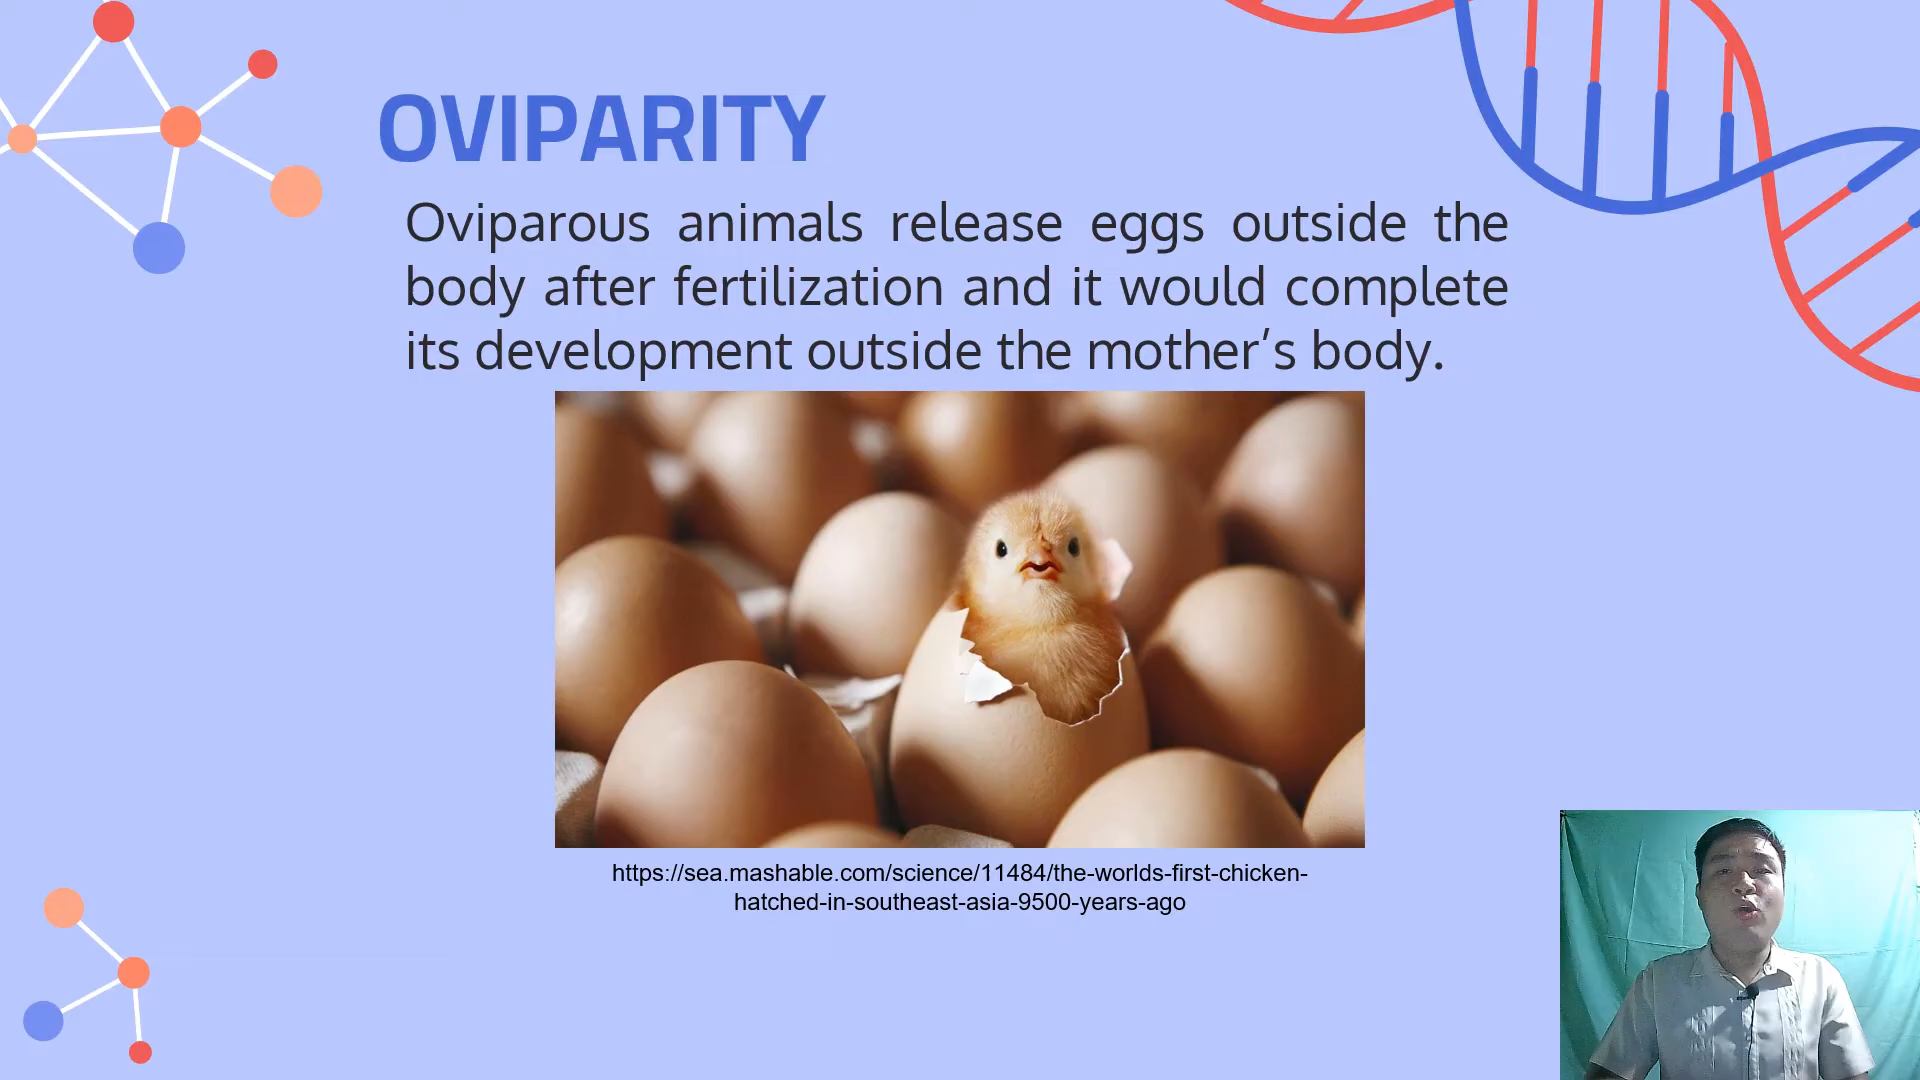 OVIPARITY
Oviparous animals release eggs outside the
body after fertilization and it would complete
its development outside the mother’s body.
https://sea.mashable.com/science/11484/the-worlds-first-chicken-
hatched-in-southeast-asia-9500-years-ago